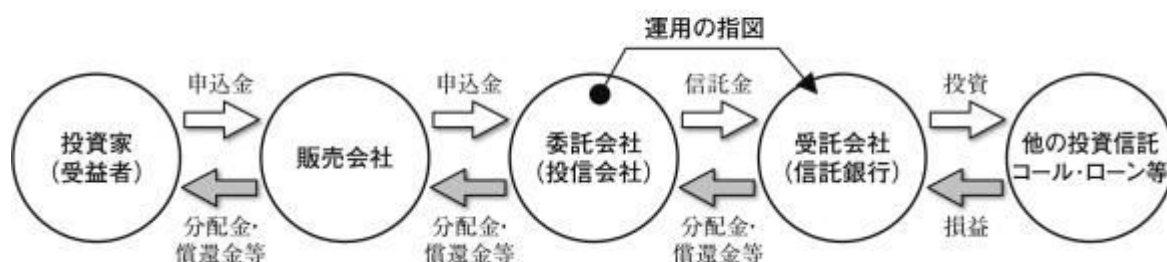 運用の指図
申込金
申込金
信託金
投資
投資家
(受益者)
販売会社
委託会社
(投信会社)
受託会社
(信託銀行)
他の投資信託
コール・ローン等
分配金・
償還金等
分配金・
償還金等
分配金・
償還金等
損益